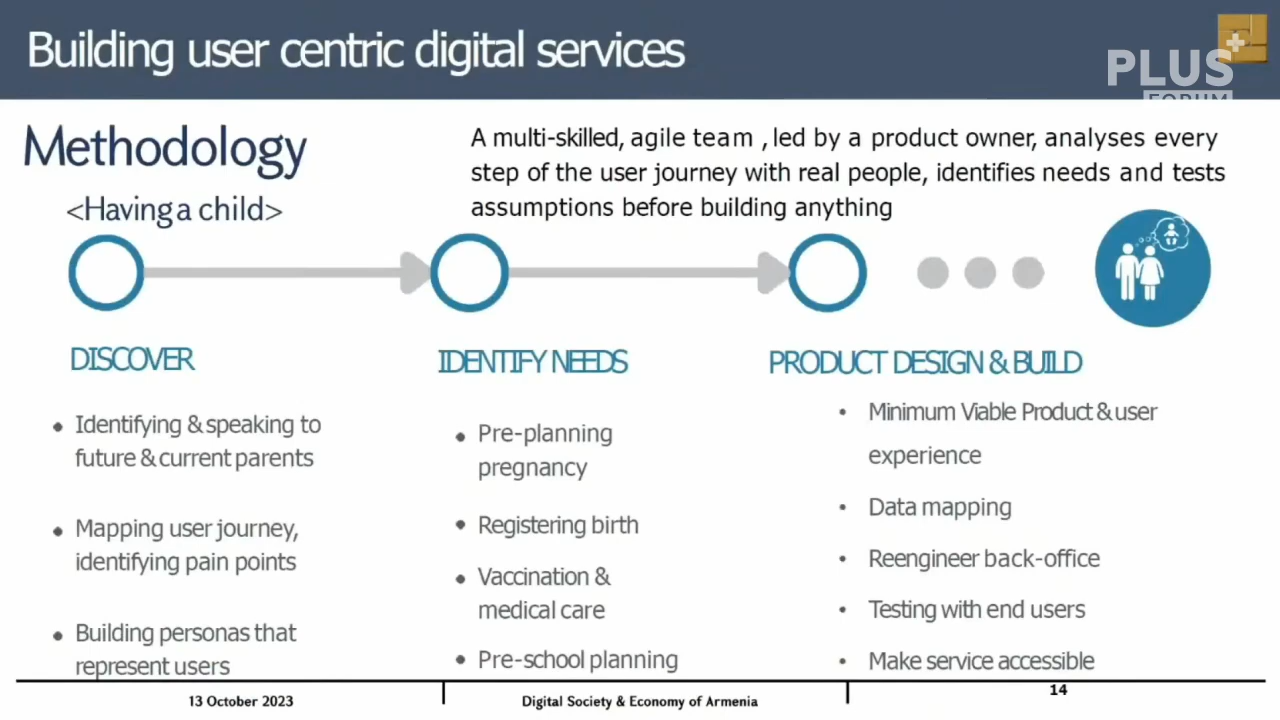 Building user centric digital services
PLUS+
FORUM
Methodology
<Having a child>
A multi-skilled, agile team , led by a product owner, analyses every
step of the user journey with real people, identifies needs and tests
assumptions before building anything
DISCOVER
• Identifying & speaking to
future & current parents
• Mapping user journey,
identifying pain points
• Building personas that
represent users
IDENTIFY NEEDS
• Pre-planning
pregnancy
• Registering birth
• Vaccination &
medical care
• Pre-school planning
PRODUCT DESIGN & BUILD
• Minimum Viable Product & user
experience
• Data mapping
• Reengineer back-office
• Testing with end users
• Make service accessible
13 October 2023
Digital Society & Economy of Armenia
14